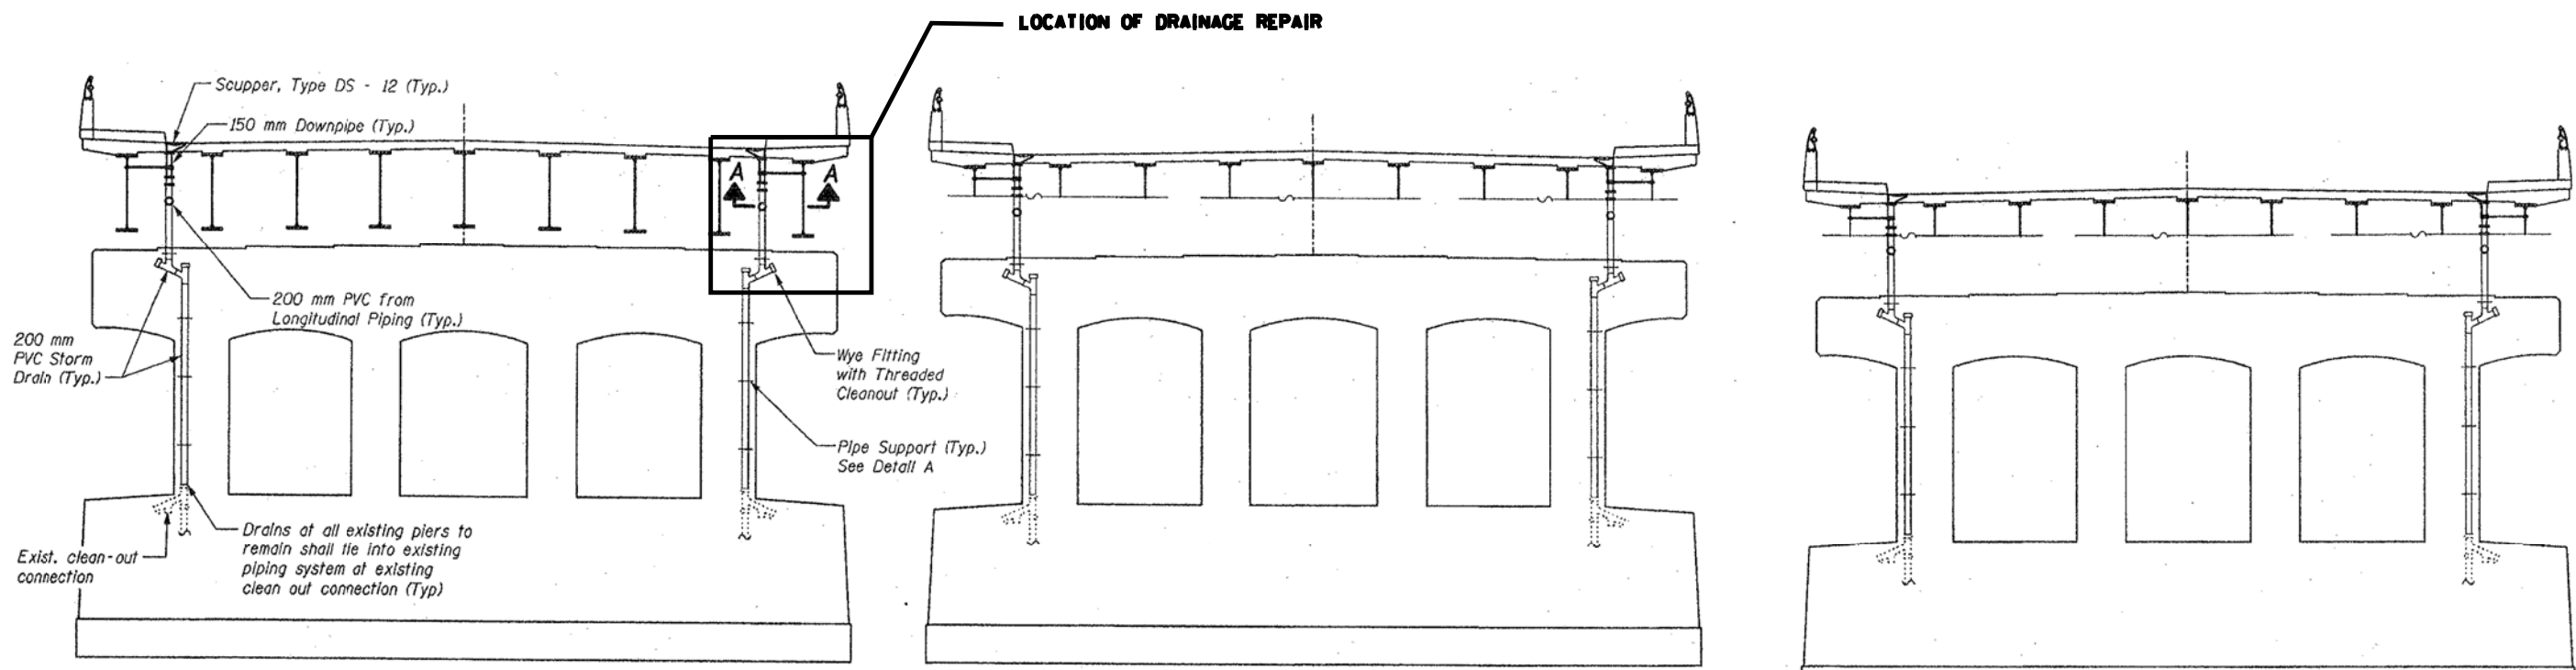 LOCATION OF DRAINAGE REPAIR
Scupper, Type DS - 12 (Typ.)
150 mm Downpipe (Typ.)
A
A
200 mm PVC from
Longitudinal Piping (Typ.)
200 mm
PVC Storm
Drain (Typ.)
Wye Fitting
with Threaded
Cleanout (Typ.)
Pipe Support (Typ.)
See Detail A
Drains at all existing piers to
remain shall tie into existing
piping system at existing
clean out connection (Typ)
Exist. clean-out
connection